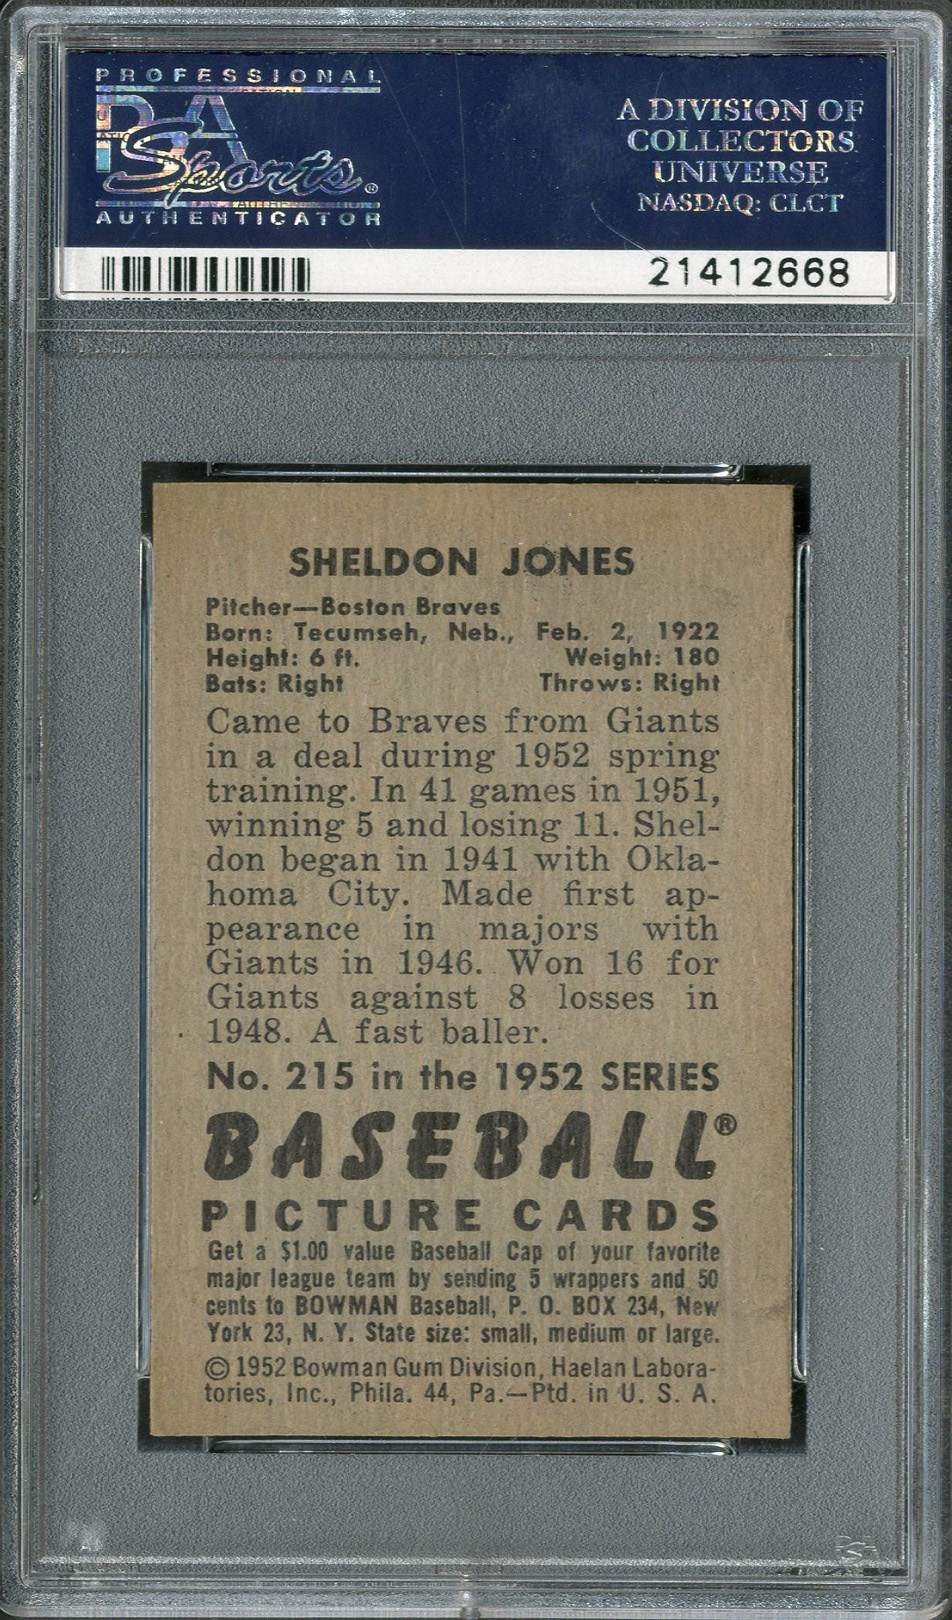 PROFESSIONAL
PSA
Sports®
AUTHENTICATOR
A DIVISION OF
COLLECTORS
UNIVERSE
NASDAQ: CLCT
21412668
SHELDON JONES
Pitcher—Boston Braves
Born: Tecumseh, Neb., Feb. 2, 1922
Height: 6 ft. Weight: 180
Bats: Right Throws: Right
Came to Braves from Giants
in a deal during 1952 spring
training. In 41 games in 1951,
winning 5 and losing 11. Shel-
don began in 1941 with Okla-
homa City. Made first ap-
pearance in majors with
Giants in 1946. Won 16 for
Giants against 8 losses in
1948. A fast baller.
No. 215 in the 1952 SERIES
BASEBALL®
PICTURE CARDS
Get a $1.00 value Baseball Cap of your favorite
major league team by sending 5 wrappers and 50
cents to BOWMAN Baseball, P. O. BOX 234, New
York 23, N. Y. State size: small, medium or large.
© 1952 Bowman Gum Division, Haelan Labora-
tories, Inc., Phila. 44, Pa.—Ptd. in U. S. A.